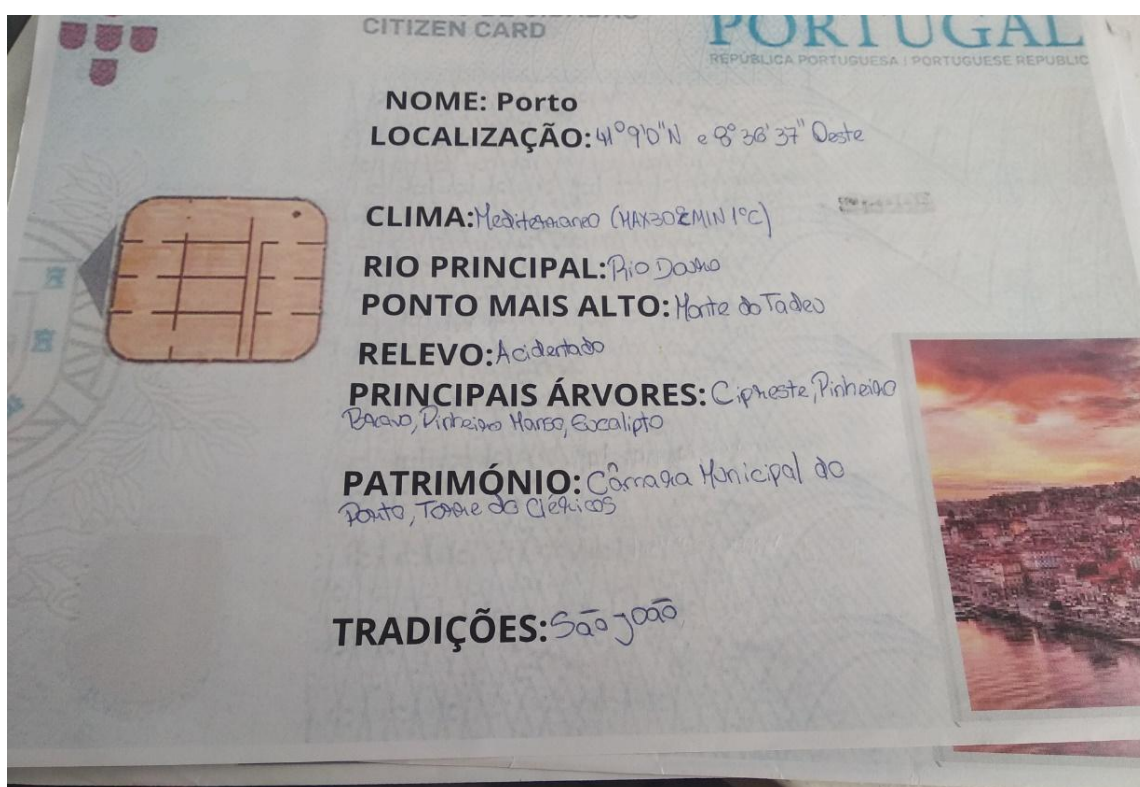 CITIZEN CARD
PORTUGAL
REPÚBLICA PORTUGUESA | PORTUGUESE REPUBLIC
NOME: Porto
LOCALIZAÇÃO: 41°9'0"N e 8°36'37" Oeste
CLIMA: Mediterraneo (MAX30 E MIN 1°C)
RIO PRINCIPAL: Rio Douro
PONTO MAIS ALTO: Monte do Tadeu
RELEVO: Acidentado
PRINCIPAIS ÁRVORES: Cipreste, Pinheiro
Bravo, Pinheiro Manso, Eucalipto
PATRIMÓNIO: Câmara Municipal do
Porto, Torre do Clérigos
TRADIÇÕES: São João